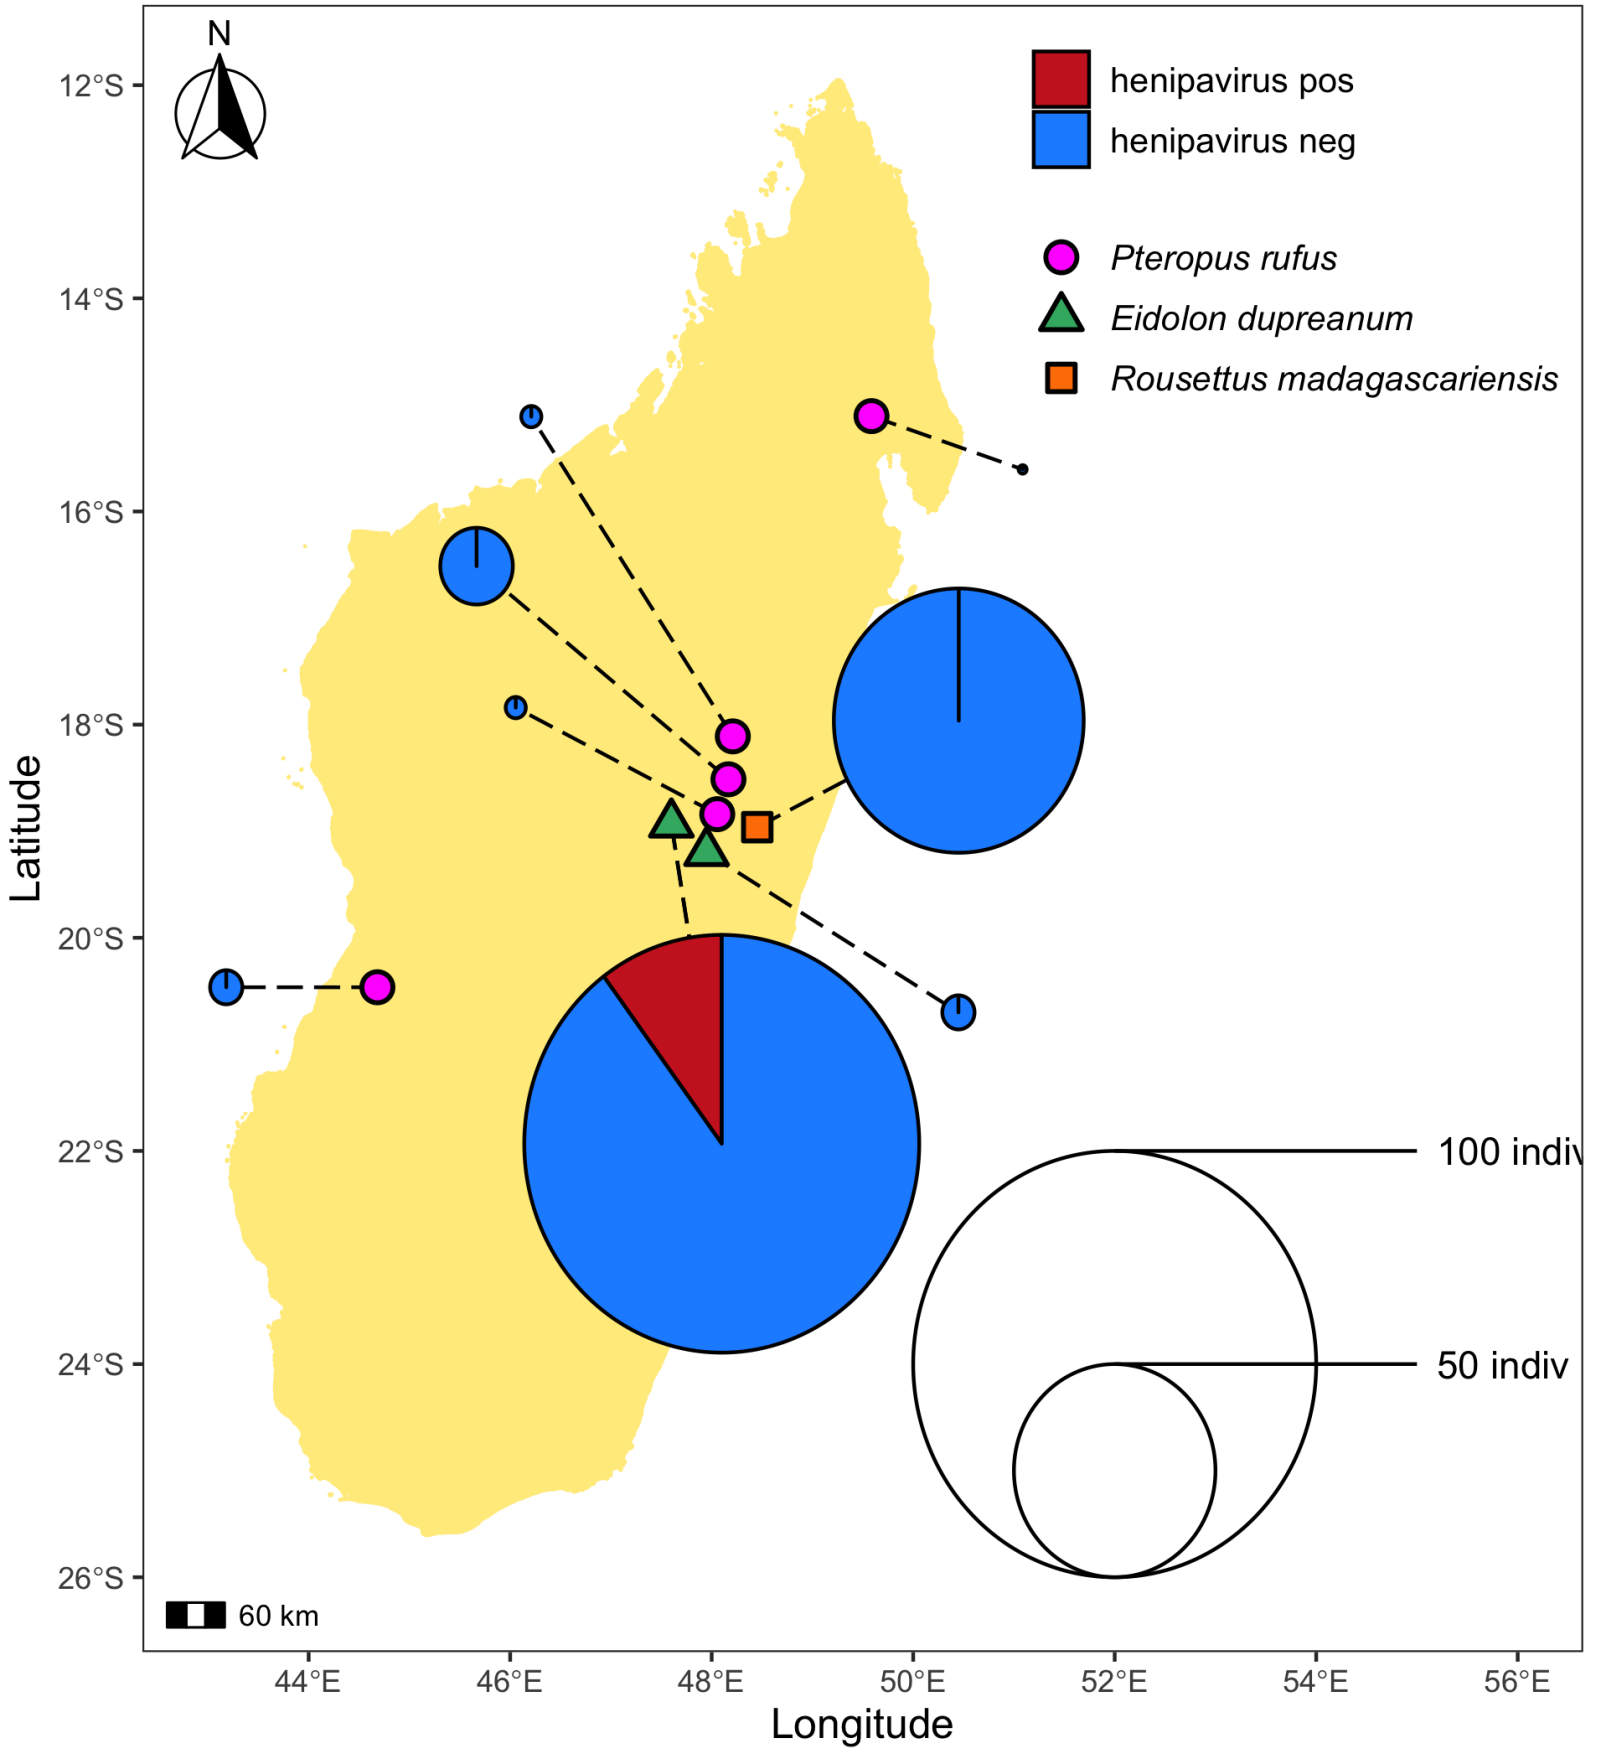 N
henipavirus pos
henipavirus neg
Pteropus rufus
Eidolon dupreanum
Rousettus madagascariensis
12°S
14°S
16°S
18°S
20°S
22°S
24°S
26°S
Latitude
100 indiv
50 indiv
60 km
44°E
46°E
48°E
50°E
52°E
54°E
56°E
Longitude